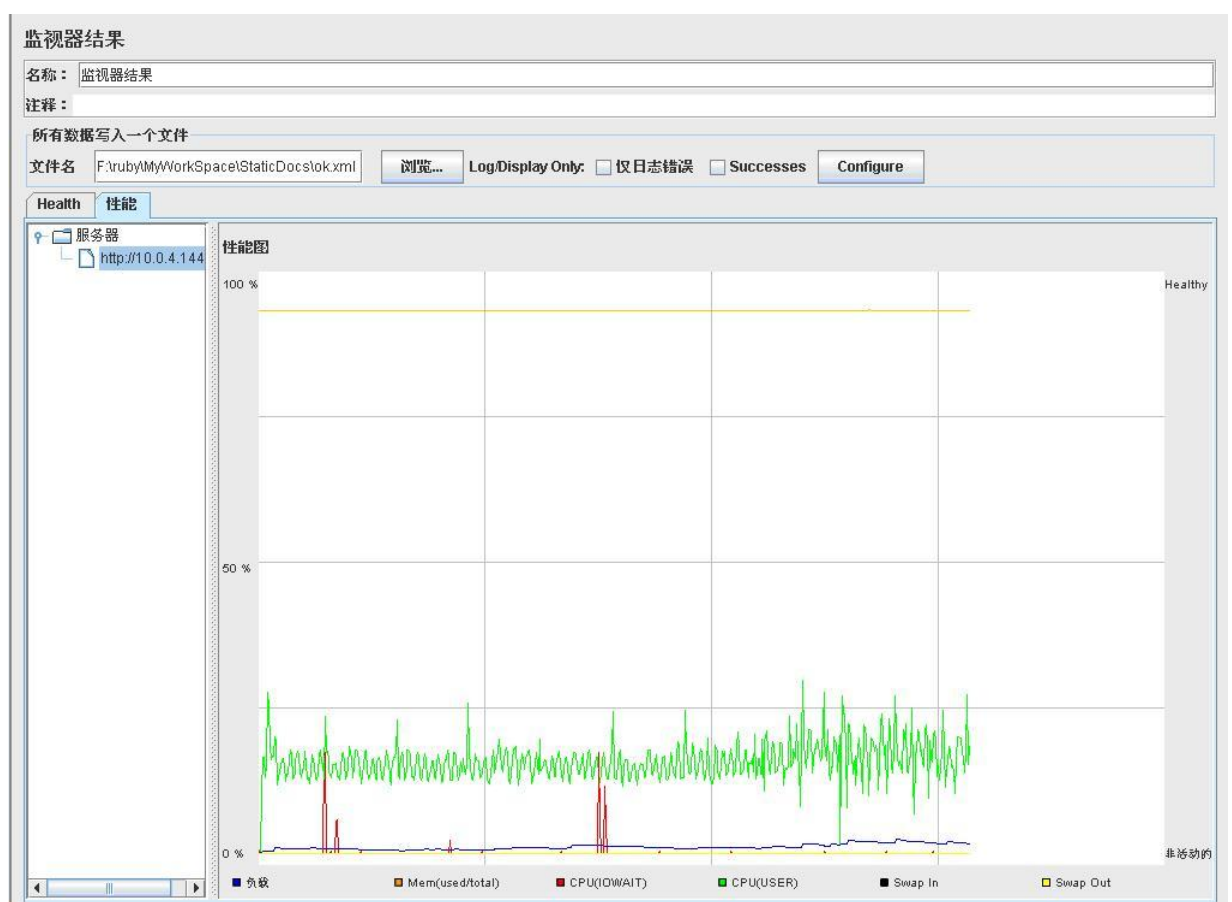 监视器结果
名称： 监视器结果
注释：
所有数据写入一个文件
文件名 F:\ruby\MyWorkSpace\StaticDocs\ok.xml 浏览... Log/Display Only: 仅日志错误 Successes Configure
Health 性能
服务器
http://10.0.4.144
性能图
100 % Healthy
50 %
0 % 非活动的
负载 Mem(used/total) CPU(IOWAIT) CPU(USER) Swap In Swap Out